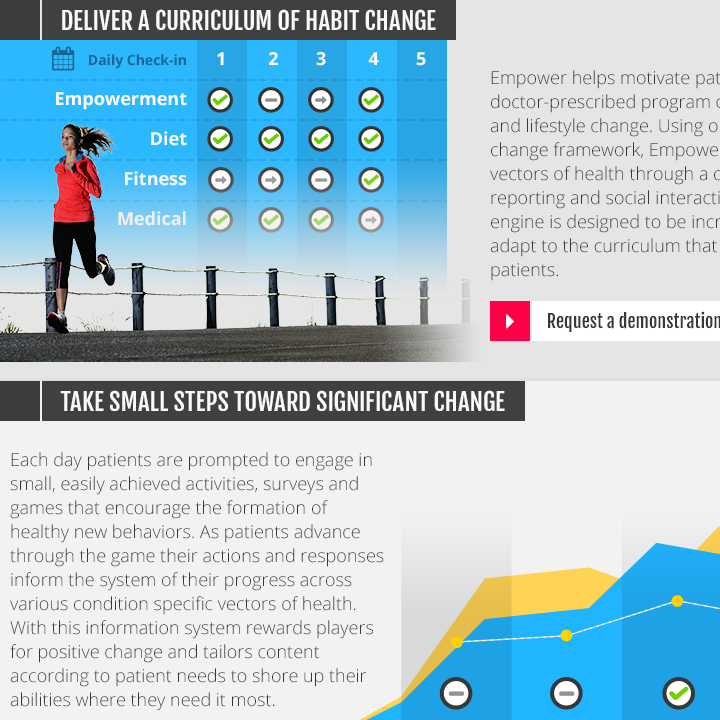 DELIVER A CURRICULUM OF HABIT CHANGE
Daily Check-in 1 2 3 4 5
Empowerment
Diet
Fitness
Medical
Empower helps motivate
doctor-prescribed program
and lifestyle change. Using
change framework,
vectors of health through a
reporting and social
engine is designed to be
adapt to the curriculum that
patients.
Request a demonstration
TAKE SMALL STEPS TOWARD SIGNIFICANT CHANGE
Each day patients are prompted to engage in
small, easily achieved activities, surveys and
games that encourage the formation of
healthy new behaviors. As patients advance
through the game their actions and responses
inform the system of their progress across
various condition specific vectors of health.
With this information system rewards players
for positive change and tailors content
according to patient needs to shore up their
abilities where they need it most.